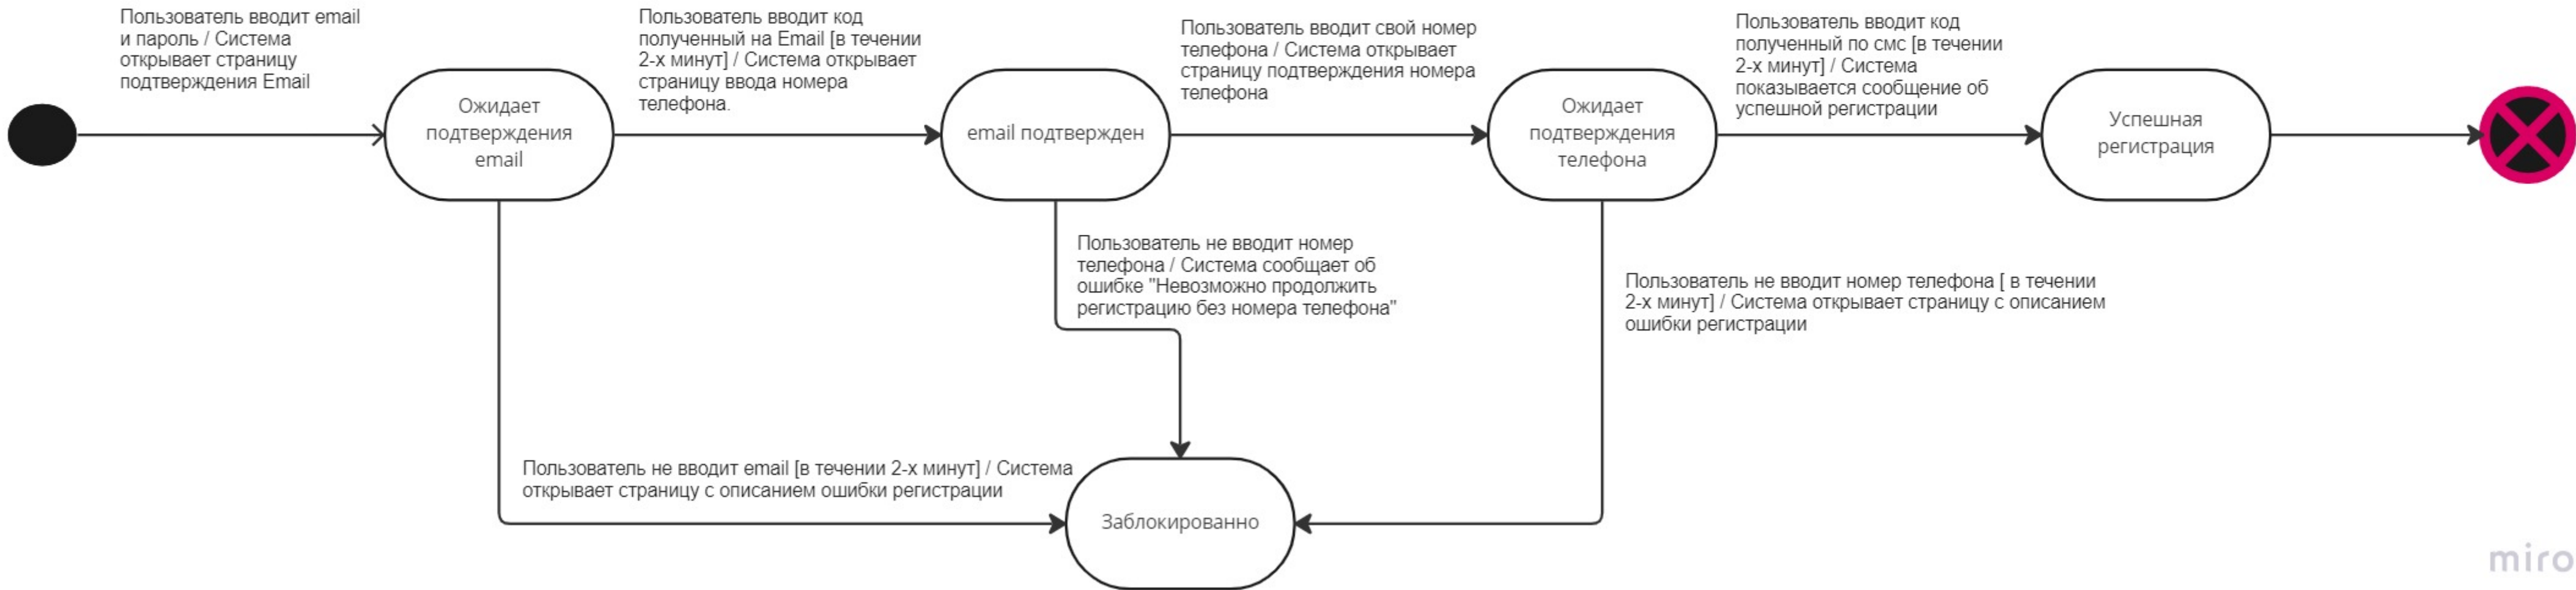 Пользователь вводит email
и пароль / Система
открывает страницу
подтверждения Email
Пользователь вводит код
полученный на Email [в течении
2-х минут] / Система открывает
страницу ввода номера
телефона.
Пользователь вводит свой номер
телефона / Система открывает
страницу подтверждения номера
телефона
Пользователь вводит код
полученный по смс [в течении
2-х минут] / Система
показывается сообщение об
успешной регистрации
Ожидает
подтверждения
email
email подтвержден
Ожидает
подтверждения
телефона
Успешная
регистрация
Пользователь не вводит номер
телефона / Система сообщает об
ошибке "Невозможно продолжить
регистрацию без номера телефона"
Пользователь не вводит номер телефона [ в течении
2-х минут] / Система открывает страницу с описанием
ошибки регистрации
Пользователь не вводит email [в течении 2-х минут] / Система
открывает страницу с описанием ошибки регистрации
Заблокированно
miro